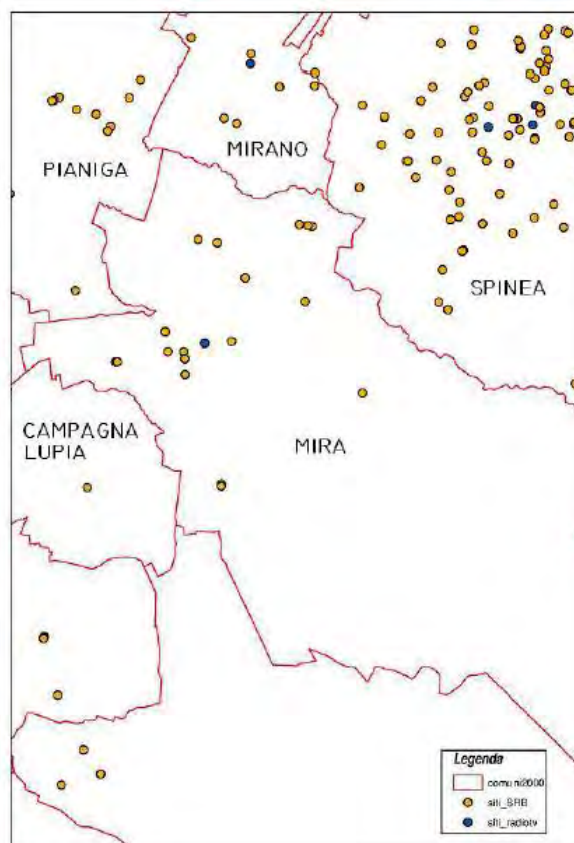 MIRANO
PIANIGA
SPINEA
CAMPAGNA
LUPIA
MIRA
Legenda
comuni2000
siti_SRB
siti_radiotv